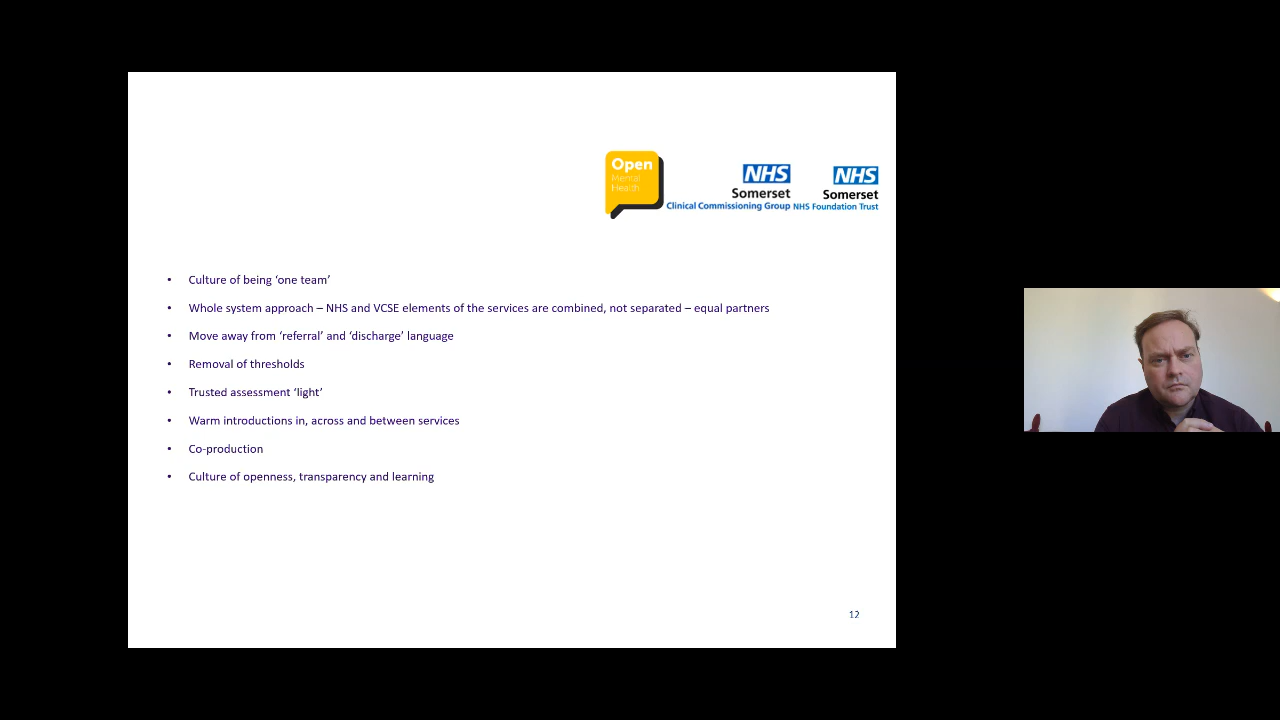 Open
Mental
Health
NHS
Somerset
Clinical Commissioning Group
NHS
Somerset
NHS Foundation Trust
• Culture of being ‘one team’
• Whole system approach – NHS and VCSE elements of the services are combined, not separated – equal partners
• Move away from ‘referral’ and ‘discharge’ language
• Removal of thresholds
• Trusted assessment ‘light’
• Warm introductions in, across and between services
• Co-production
• Culture of openness, transparency and learning
12